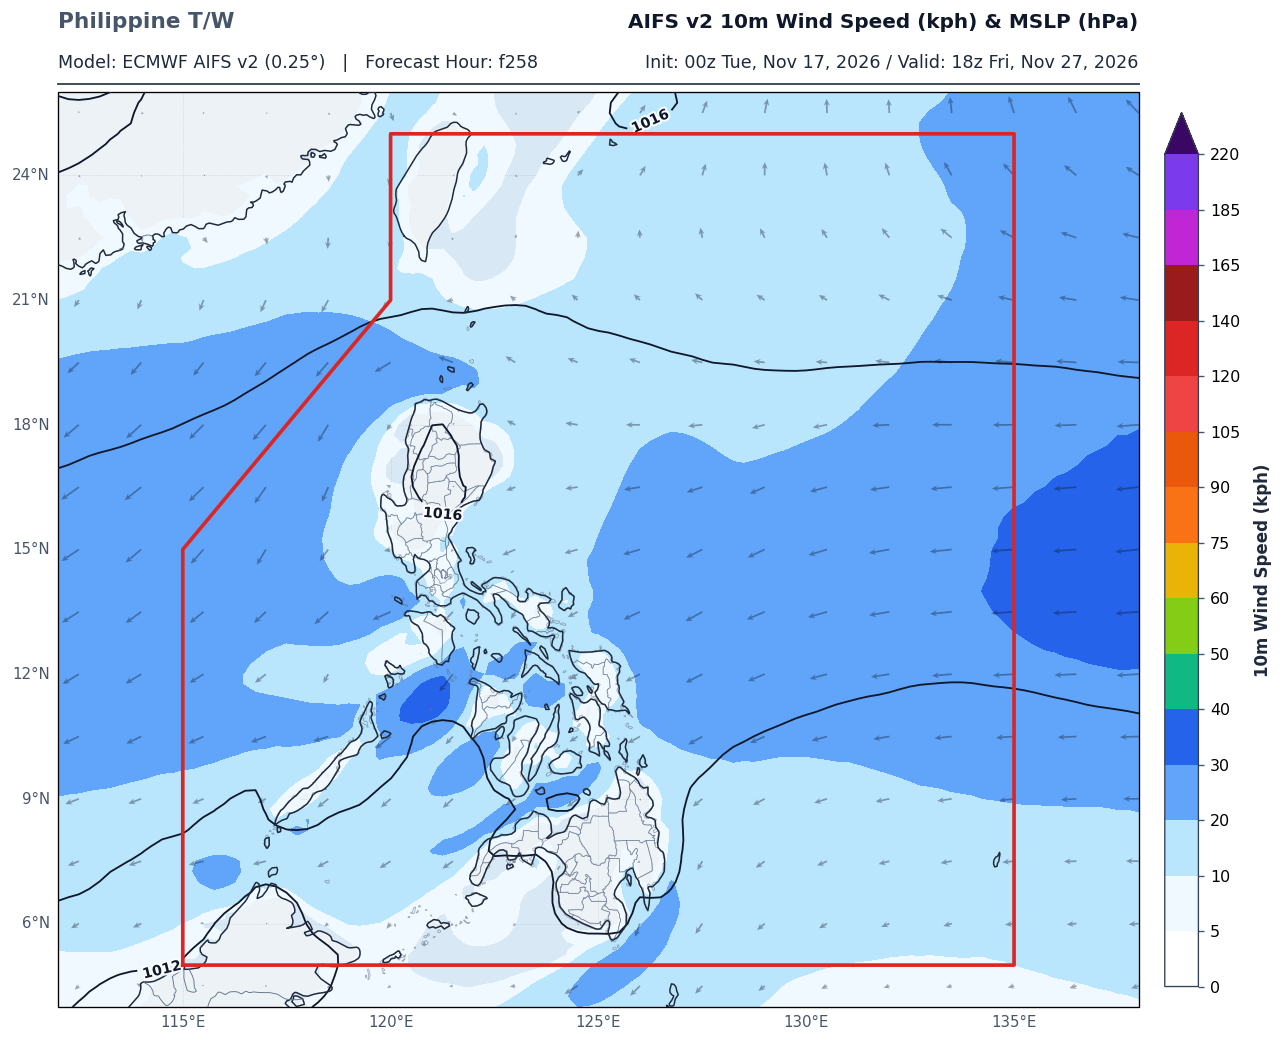 Philippine T/W
AIFS v2 10m Wind Speed (kph) & MSLP (hPa)
Model: ECMWF AIFS v2 (0.25°) | Forecast Hour: f258
Init: 00z Tue, Nov 17, 2026 / Valid: 18z Fri, Nov 27, 2026
1016
24°N
21°N
18°N
1016
15°N
12°N
9°N
6°N
1012
115°E
120°E
125°E
130°E
135°E
220
185
165
140
120
105
90
75
60
50
40
30
20
10
5
0
10m Wind Speed (kph)